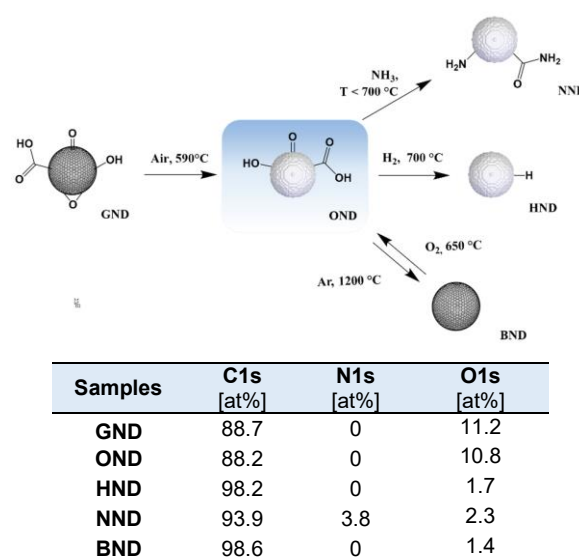 H₂N
NH₂
O
NND
NH₃,
T < 700 °C
O
HO
O
OH
O
GND
Air, 590°C
O
HO
O
OH
OND
H₂, 700 °C
H
HND
O₂, 650 °C
Ar, 1200 °C
BND
Samples C1s [at%] N1s [at%] O1s [at%]
GND 88.7 0 11.2
OND 88.2 0 10.8
HND 98.2 0 1.7
NND 93.9 3.8 2.3
BND 98.6 0 1.4